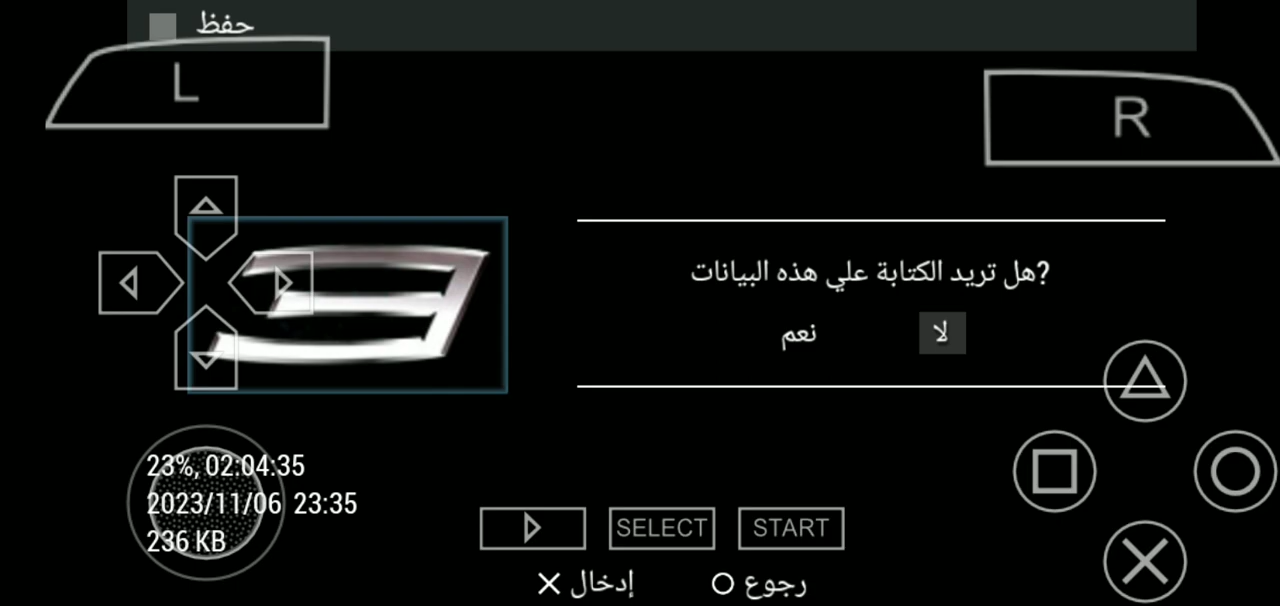 حفظ
L
R
هل تريد الكتابة علي هذه البيانات?
لا
نعم
23%, 02:04:35
2023/11/06 23:35
236 KB
SELECT
START
إدخال
رجوع